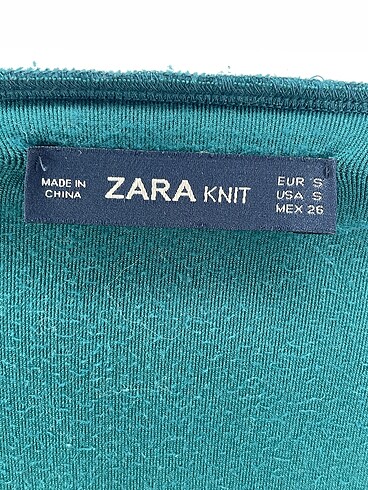 MADE IN
CHINA
ZARA KNIT
EUR S
USA S
MEX 26